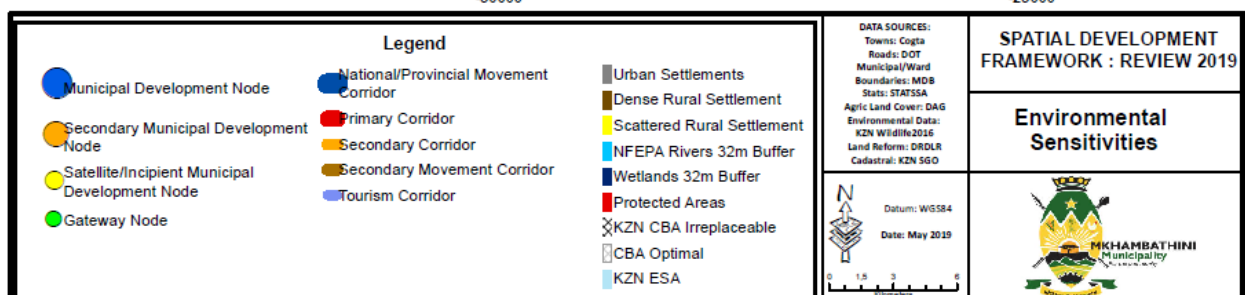 Legend
Municipal Development Node
Secondary Municipal Development
Node
Satellite/Incipient Municipal
Development Node
Gateway Node
National/Provincial Movement
Corridor
Primary Corridor
Secondary Corridor
Secondary Movement Corridor
Tourism Corridor
Urban Settlements
Dense Rural Settlement
Scattered Rural Settlement
NFEPA Rivers 32m Buffer
Wetlands 32m Buffer
Protected Areas
KZN CBA Irreplaceable
CBA Optimal
KZN ESA
DATA SOURCES:
Towns: Cogta
Roads: DOT
Municipal/Ward
Boundaries: MDB
Stats: STATSSA
Agric Land Cover: DAG
Environmental Data:
KZN Wildlife2016
Land Reform: DRDLR
Cadastral: KZN SGO
N
Datum: WGS84
Date: May 2019
0 1,5 3 6
Kilometers
SPATIAL DEVELOPMENT
FRAMEWORK : REVIEW 2019
Environmental
Sensitivities
MKHAMBATHINI
Municipality